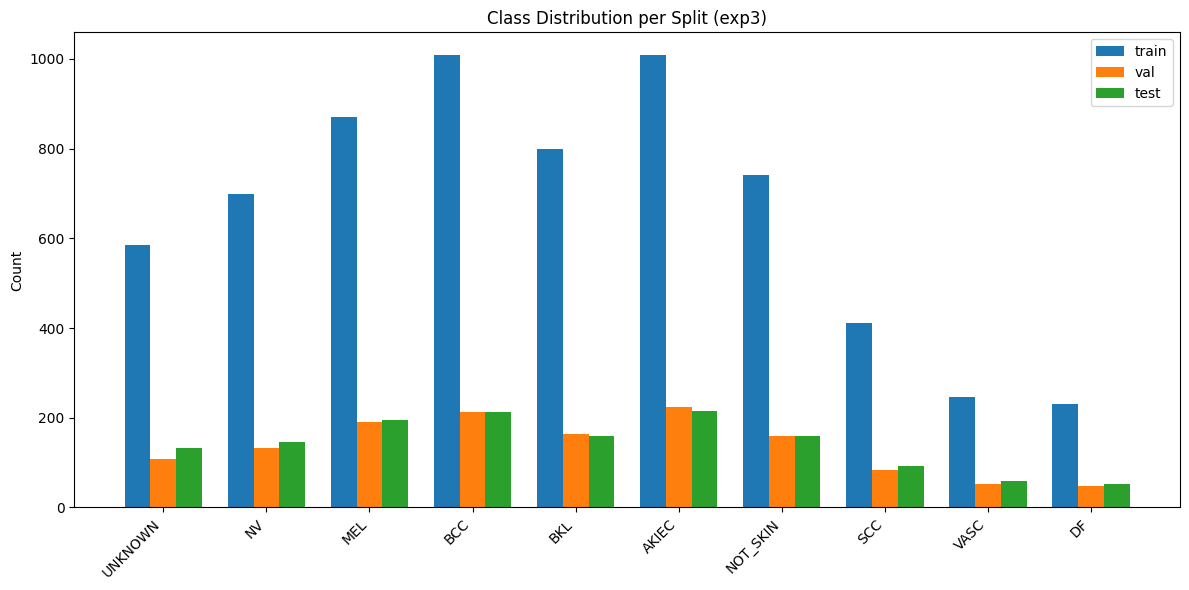 Class Distribution per Split (exp3)
train
val
test
Count
1000
800
600
400
200
0
UNKNOWN
NV
MEL
BCC
BKL
AKIEC
NOT_SKIN
SCC
VASC
DF